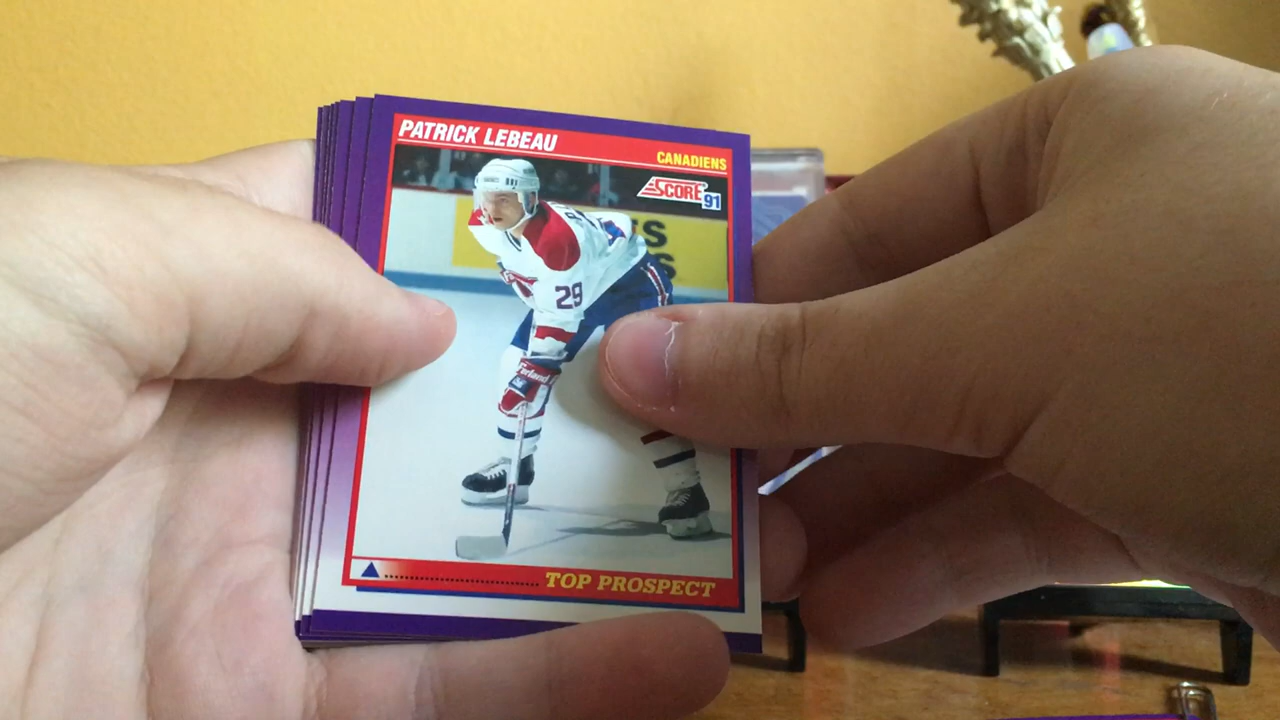 PATRICK LEBEAU
CANADIENS
SCORE 91
29
TOP PROSPECT